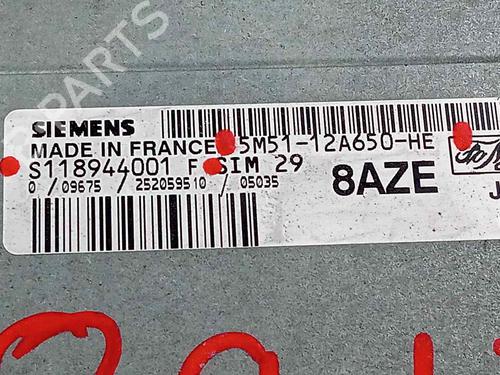 SIEMENS
MADE IN FRANCE 5M51-12A650-HE
S118944001 F SIM 29
8AZE
0 / 09675 / 252059510 / 05035
J